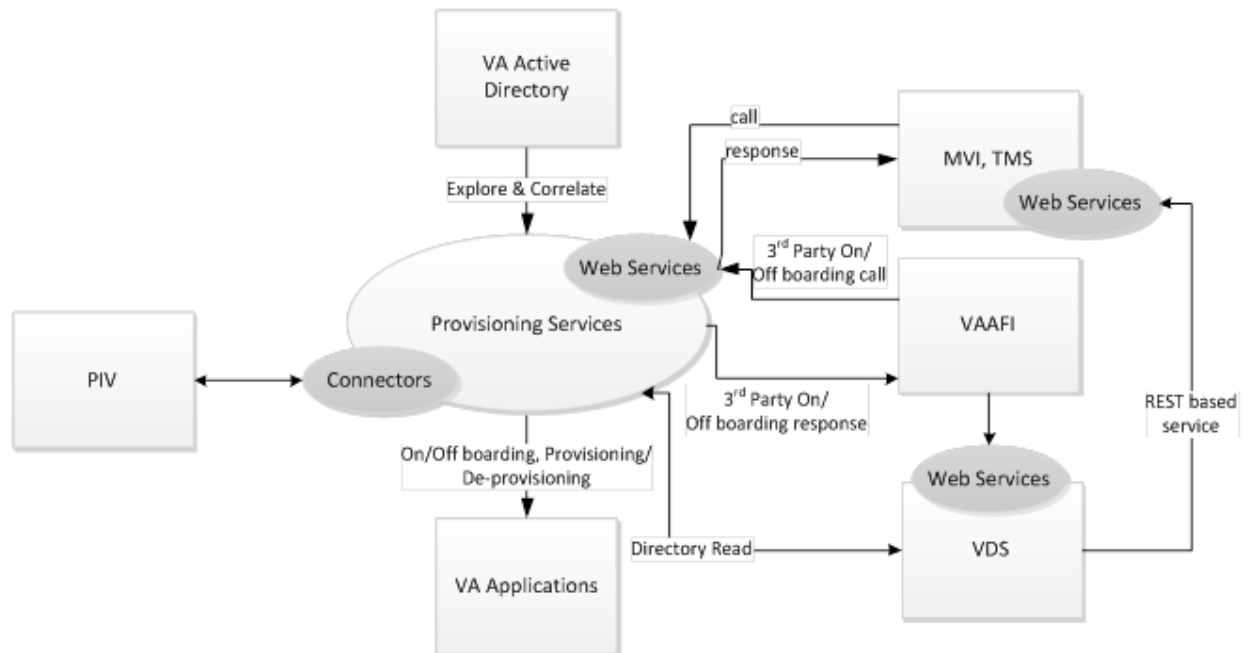 VA Active
Directory
call
response
MVI, TMS
Web Services
Explore & Correlate
3rd Party On/
Off boarding call
Web Services
Provisioning Services
VAAFI
PIV
Connectors
3rd Party On/
Off boarding response
REST based
service
On/Off boarding, Provisioning/
De-provisioning
Web Services
Directory Read
VDS
VA Applications